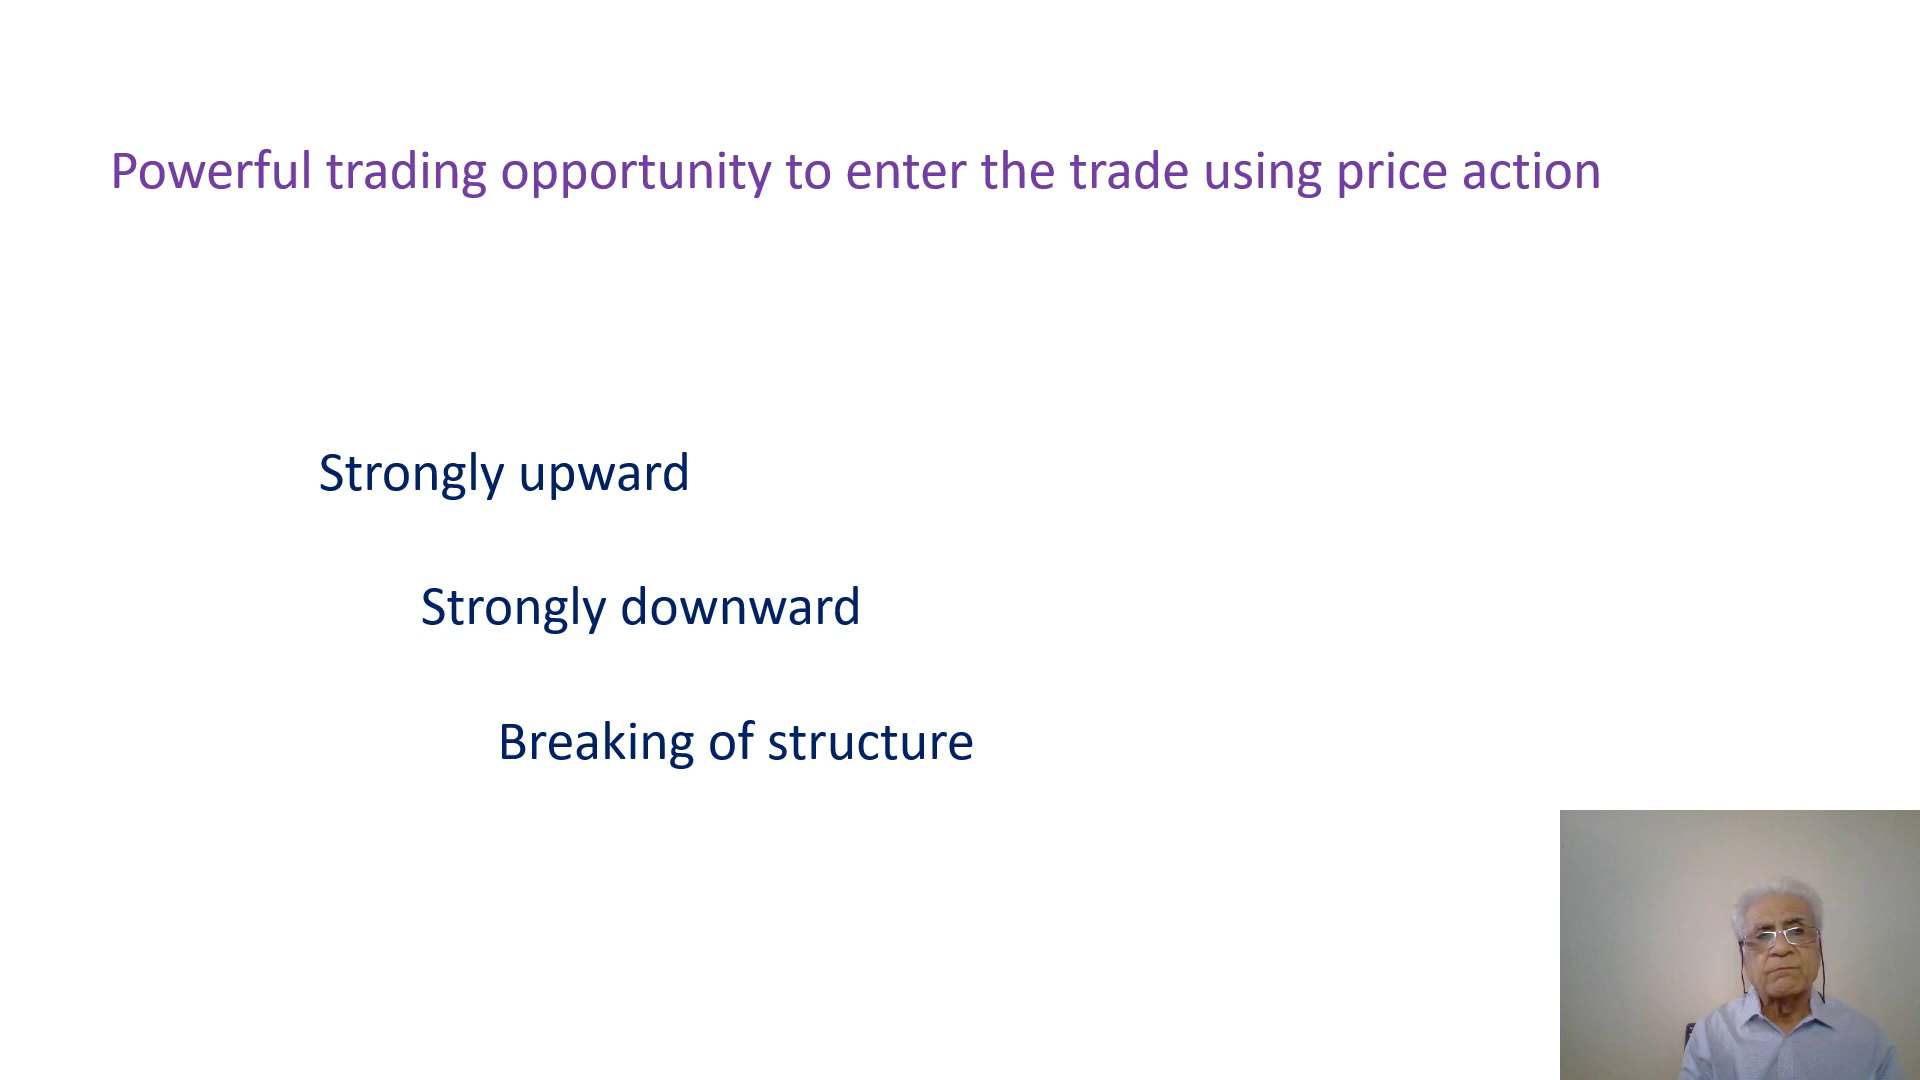 Powerful trading opportunity to enter the trade using price action
Strongly upward
Strongly downward
Breaking of structure